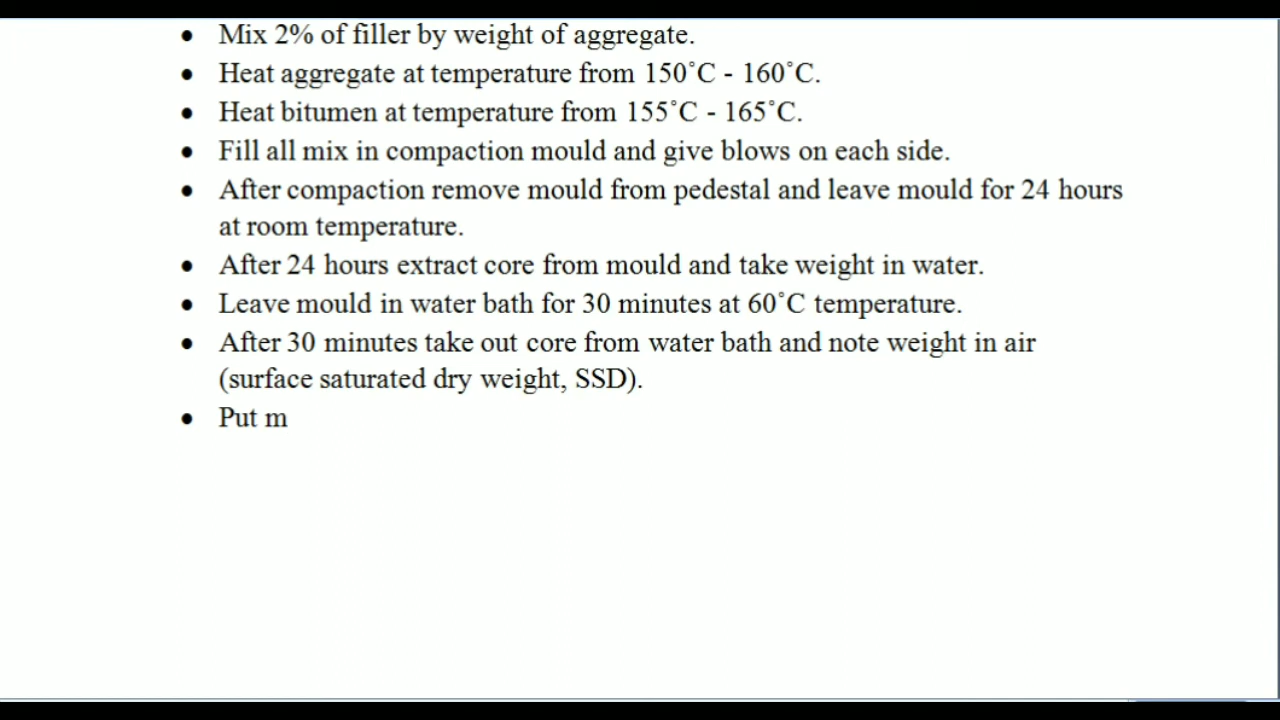 • Mix 2% of filler by weight of aggregate.
• Heat aggregate at temperature from 150˚C - 160˚C.
• Heat bitumen at temperature from 155˚C - 165˚C.
• Fill all mix in compaction mould and give blows on each side.
• After compaction remove mould from pedestal and leave mould for 24 hours
at room temperature.
• After 24 hours extract core from mould and take weight in water.
• Leave mould in water bath for 30 minutes at 60˚C temperature.
• After 30 minutes take out core from water bath and note weight in air
(surface saturated dry weight, SSD).
• Put m